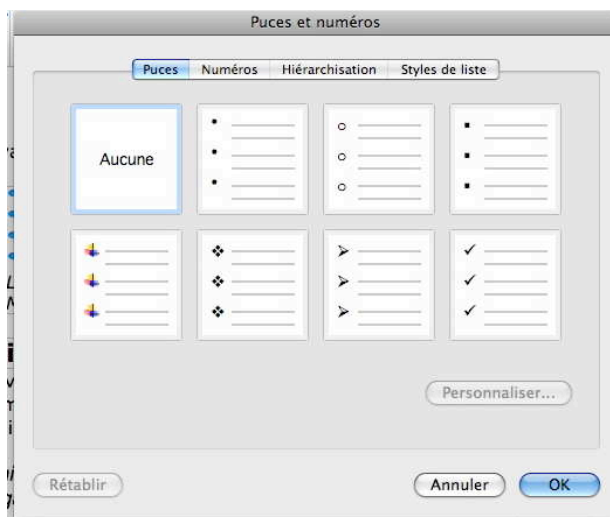 Puces et numéros
Puces Numéros Hiérarchisation Styles de liste
Aucune
Personnaliser...
Rétablir Annuler OK